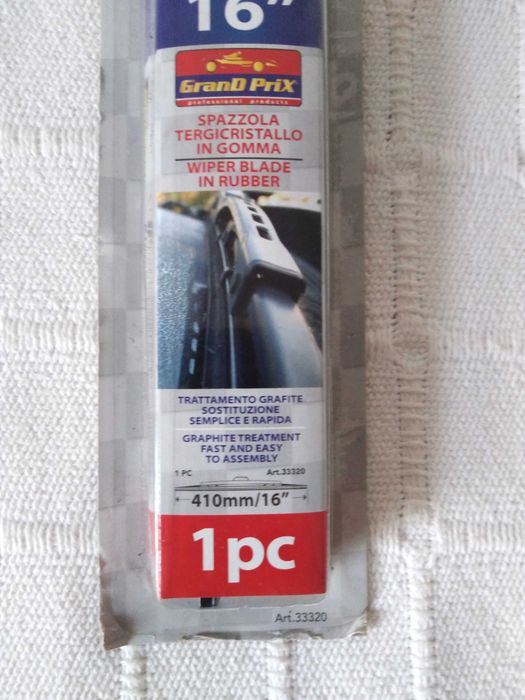 16"
GranD PriX
professional products
SPAZZOLA
TERGICRISTALLO
IN GOMMA
WIPER BLADE
IN RUBBER
TRATTAMENTO GRAFITE
SOSTITUZIONE
SEMPLICE E RAPIDA
GRAPHITE TREATMENT
FAST AND EASY
TO ASSEMBLY
1 PC Art.33320
410mm/16"
1pc
Art.33320